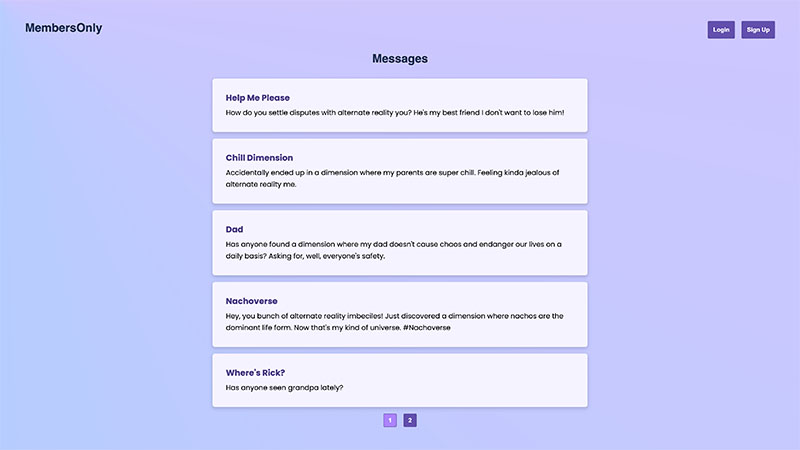 MembersOnly
Login
Sign Up
Messages
Help Me Please
How do you settle disputes with alternate reality you? He's my best friend I don't want to lose him!
Chill Dimension
Accidentally ended up in a dimension where my parents are super chill. Feeling kinda jealous of
alternate reality me.
Dad
Has anyone found a dimension where my dad doesn't cause chaos and endanger our lives on a
daily basis? Asking for, well, everyone's safety.
Nachoverse
Hey, you bunch of alternate reality imbeciles! Just discovered a dimension where nachos are the
dominant life form. Now that's my kind of universe. #Nachoverse
Where's Rick?
Has anyone seen grandpa lately?
1
2